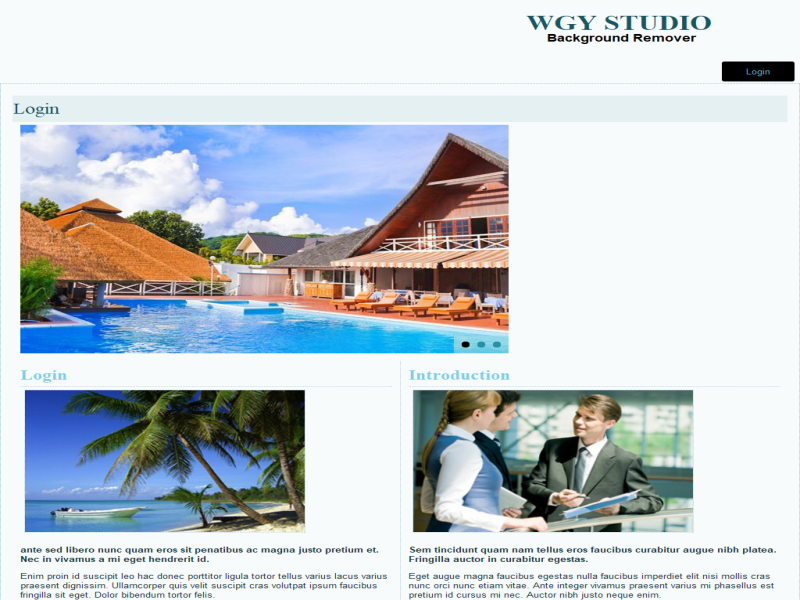 WGY STUDIO
Background Remover
Login
Login
Login
ante sed libero nunc quam eros sit penatibus ac magna justo pretium et.
Nec in vivamus a mi eget hendrerit id.
Enim proin id suscipit leo hac donec porttitor ligula tortor tellus varius lacus varius
praesent dignissim. Ullamcorper quis velit suscipit cras volutpat ipsum faucibus
fringilla sit eget. Dolor bibendum tortor felis.
Introduction
Sem tincidunt quam nam tellus eros faucibus curabitur augue nibh platea.
Fringilla auctor in curabitur egestas.
Eget augue magna faucibus egestas nulla faucibus imperdiet elit nisi mollis cras
nunc orci nunc etiam vitae. Ante integer vivamus praesent varius mi phasellus est
pretium id cursus mi nec. Auctor nibh justo neque enim.